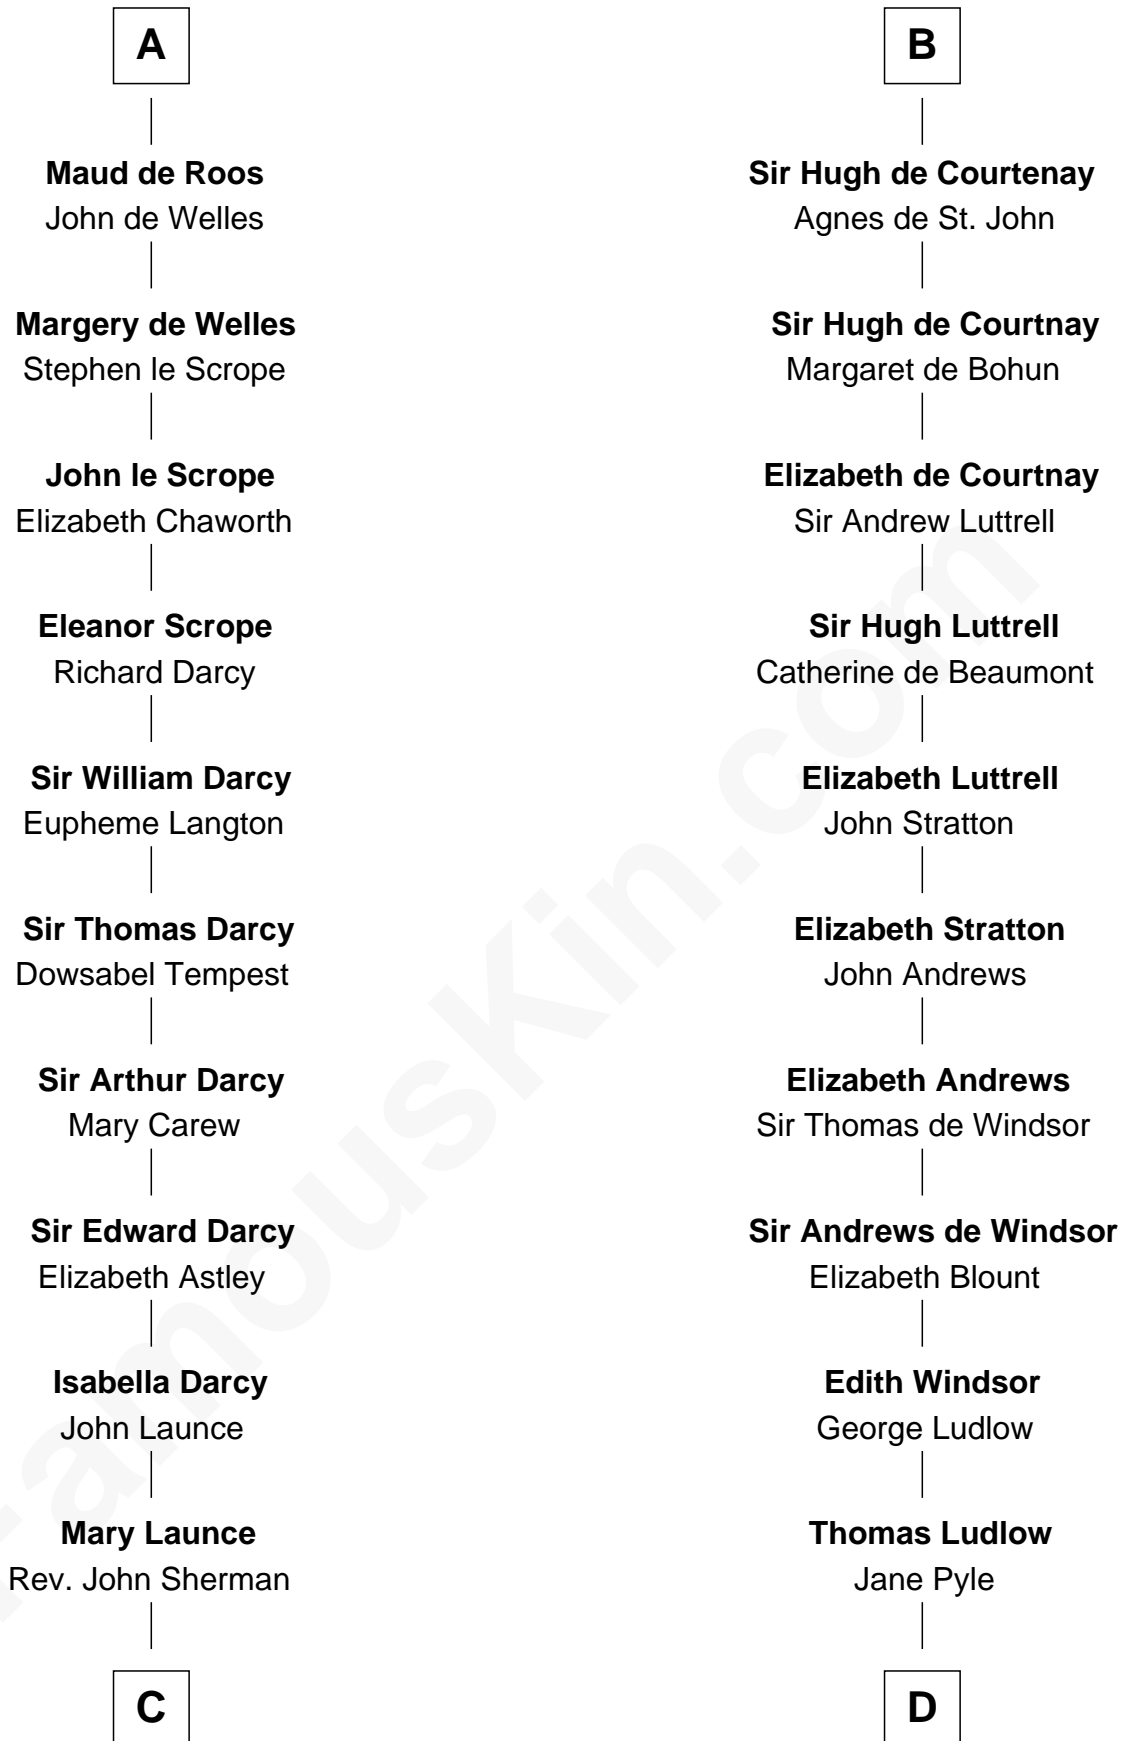 A
Maud de Roos
John de Welles
Margery de Welles
Stephen le Scrope
John le Scrope
Elizabeth Chaworth
Eleanor Scrope
Richard Darcy
Sir William Darcy
Eupheme Langton
Sir Thomas Darcy
Dowsabel Tempest
Sir Arthur Darcy
Mary Carew
Sir Edward Darcy
Elizabeth Astley
Isabella Darcy
John Launce
Mary Launce
Rev. John Sherman
C
B
Sir Hugh de Courtenay
Agnes de St. John
Sir Hugh de Courtnay
Margaret de Bohun
Elizabeth de Courtnay
Sir Andrew Luttrell
Sir Hugh Luttrell
Catherine de Beaumont
Elizabeth Luttrell
John Stratton
Elizabeth Stratton
John Andrews
Elizabeth Andrews
Sir Thomas de Windsor
Sir Andrews de Windsor
Elizabeth Blount
Edith Windsor
George Ludlow
Thomas Ludlow
Jane Pyle
D
FamousKin.com